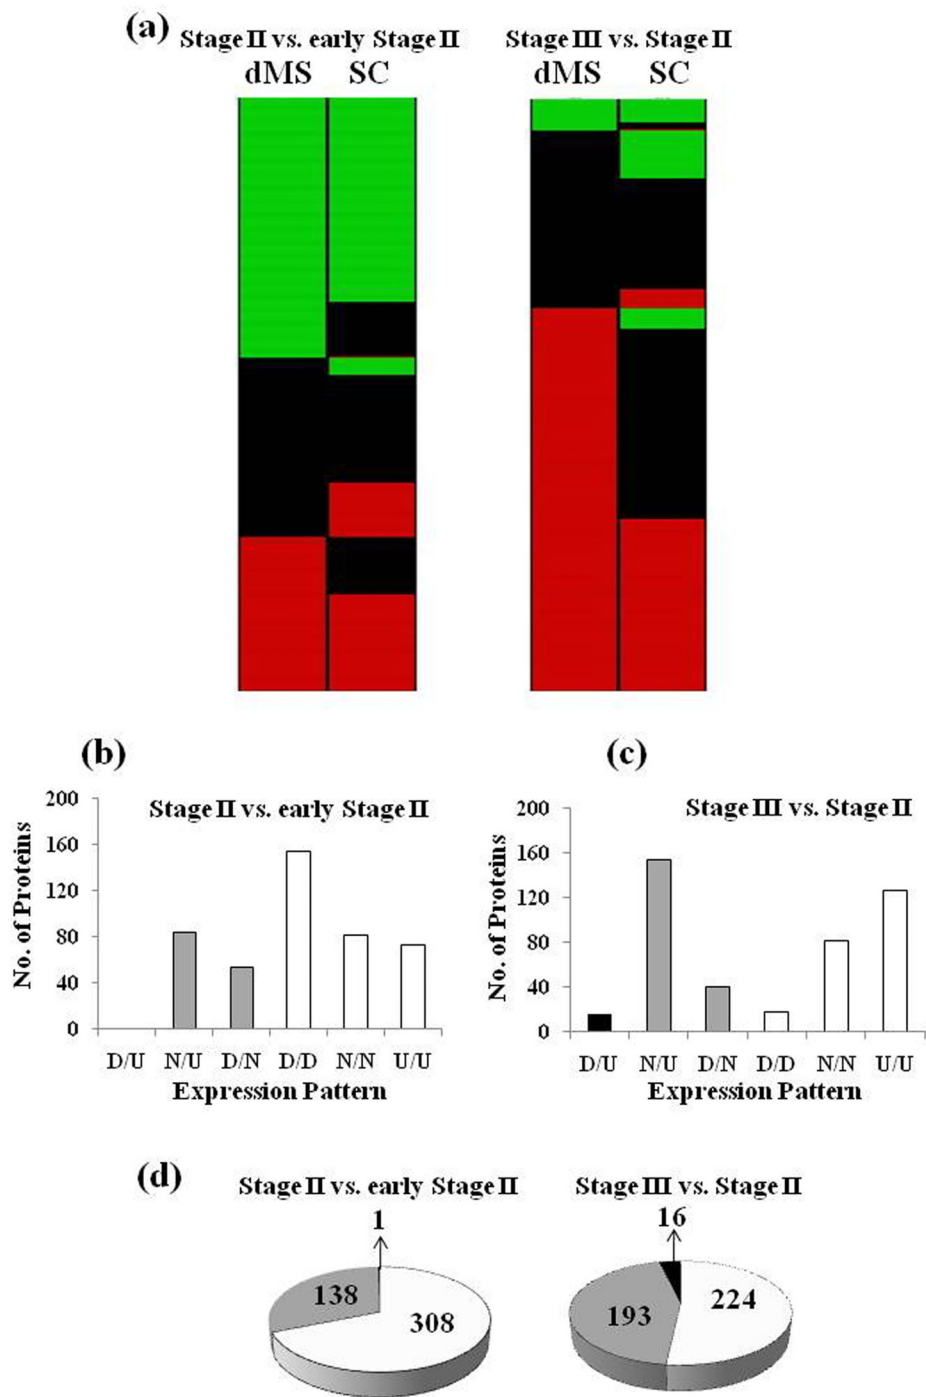 (a)
Stage II vs. early Stage II
Stage III vs. Stage II
dMS SC
dMS SC
(b)
(c)
Stage II vs. early Stage II
No. of Proteins
200
160
120
80
40
0
D/U N/U D/N D/D N/N U/U
Expression Pattern
Stage III vs. Stage II
No. of Proteins
200
160
120
80
40
0
D/U N/U D/N D/D N/N U/U
Expression Pattern
(d)
Stage II vs. early Stage II
1
138
308
Stage III vs. Stage II
16
193
224